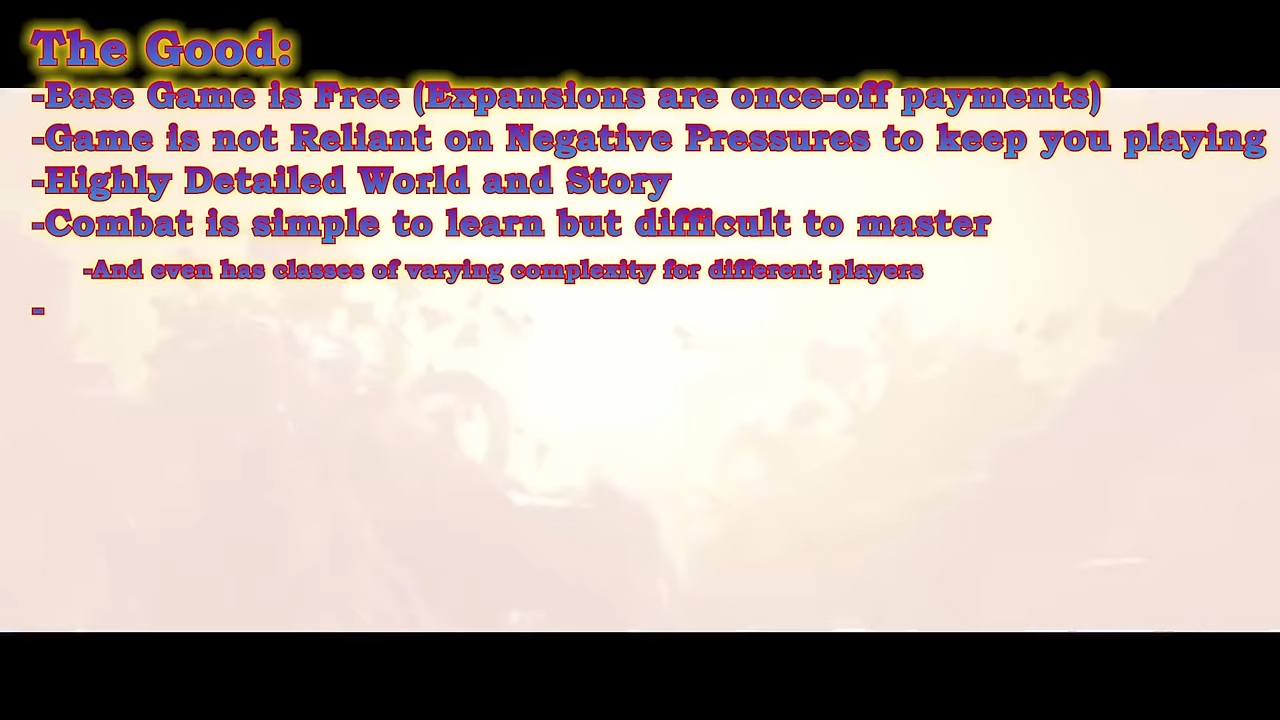 The Good:
-Base Game is Free (Expansions are once-off payments)
-Game is not Reliant on Negative Pressures to keep you playing
-Highly Detailed World and Story
-Combat is simple to learn but difficult to master
-And even has classes of varying complexity for different players
-